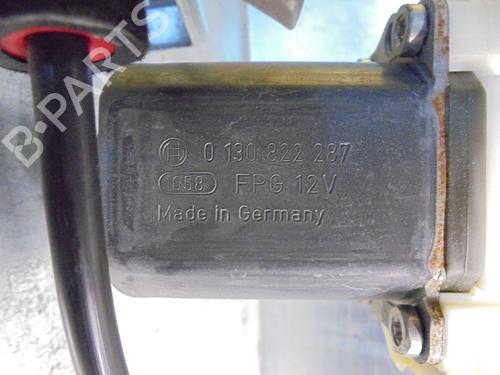 B-PARTS
0 130 822 287
058 FPG 12V
Made in Germany